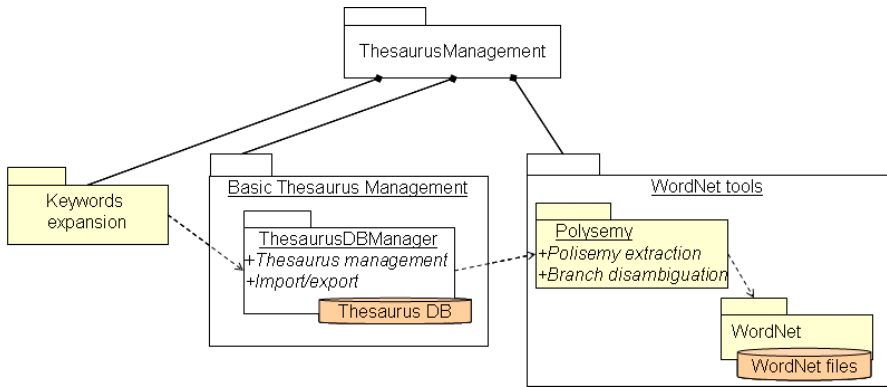 ThesaurusManagement
Keywords
expansion
Basic Thesaurus Management
ThesaurusDBManager
+Thesaurus management
+Import/export
Thesaurus DB
WordNet tools
Polysemy
+Polisemy extraction
+Branch disambiguation
WordNet
WordNet files